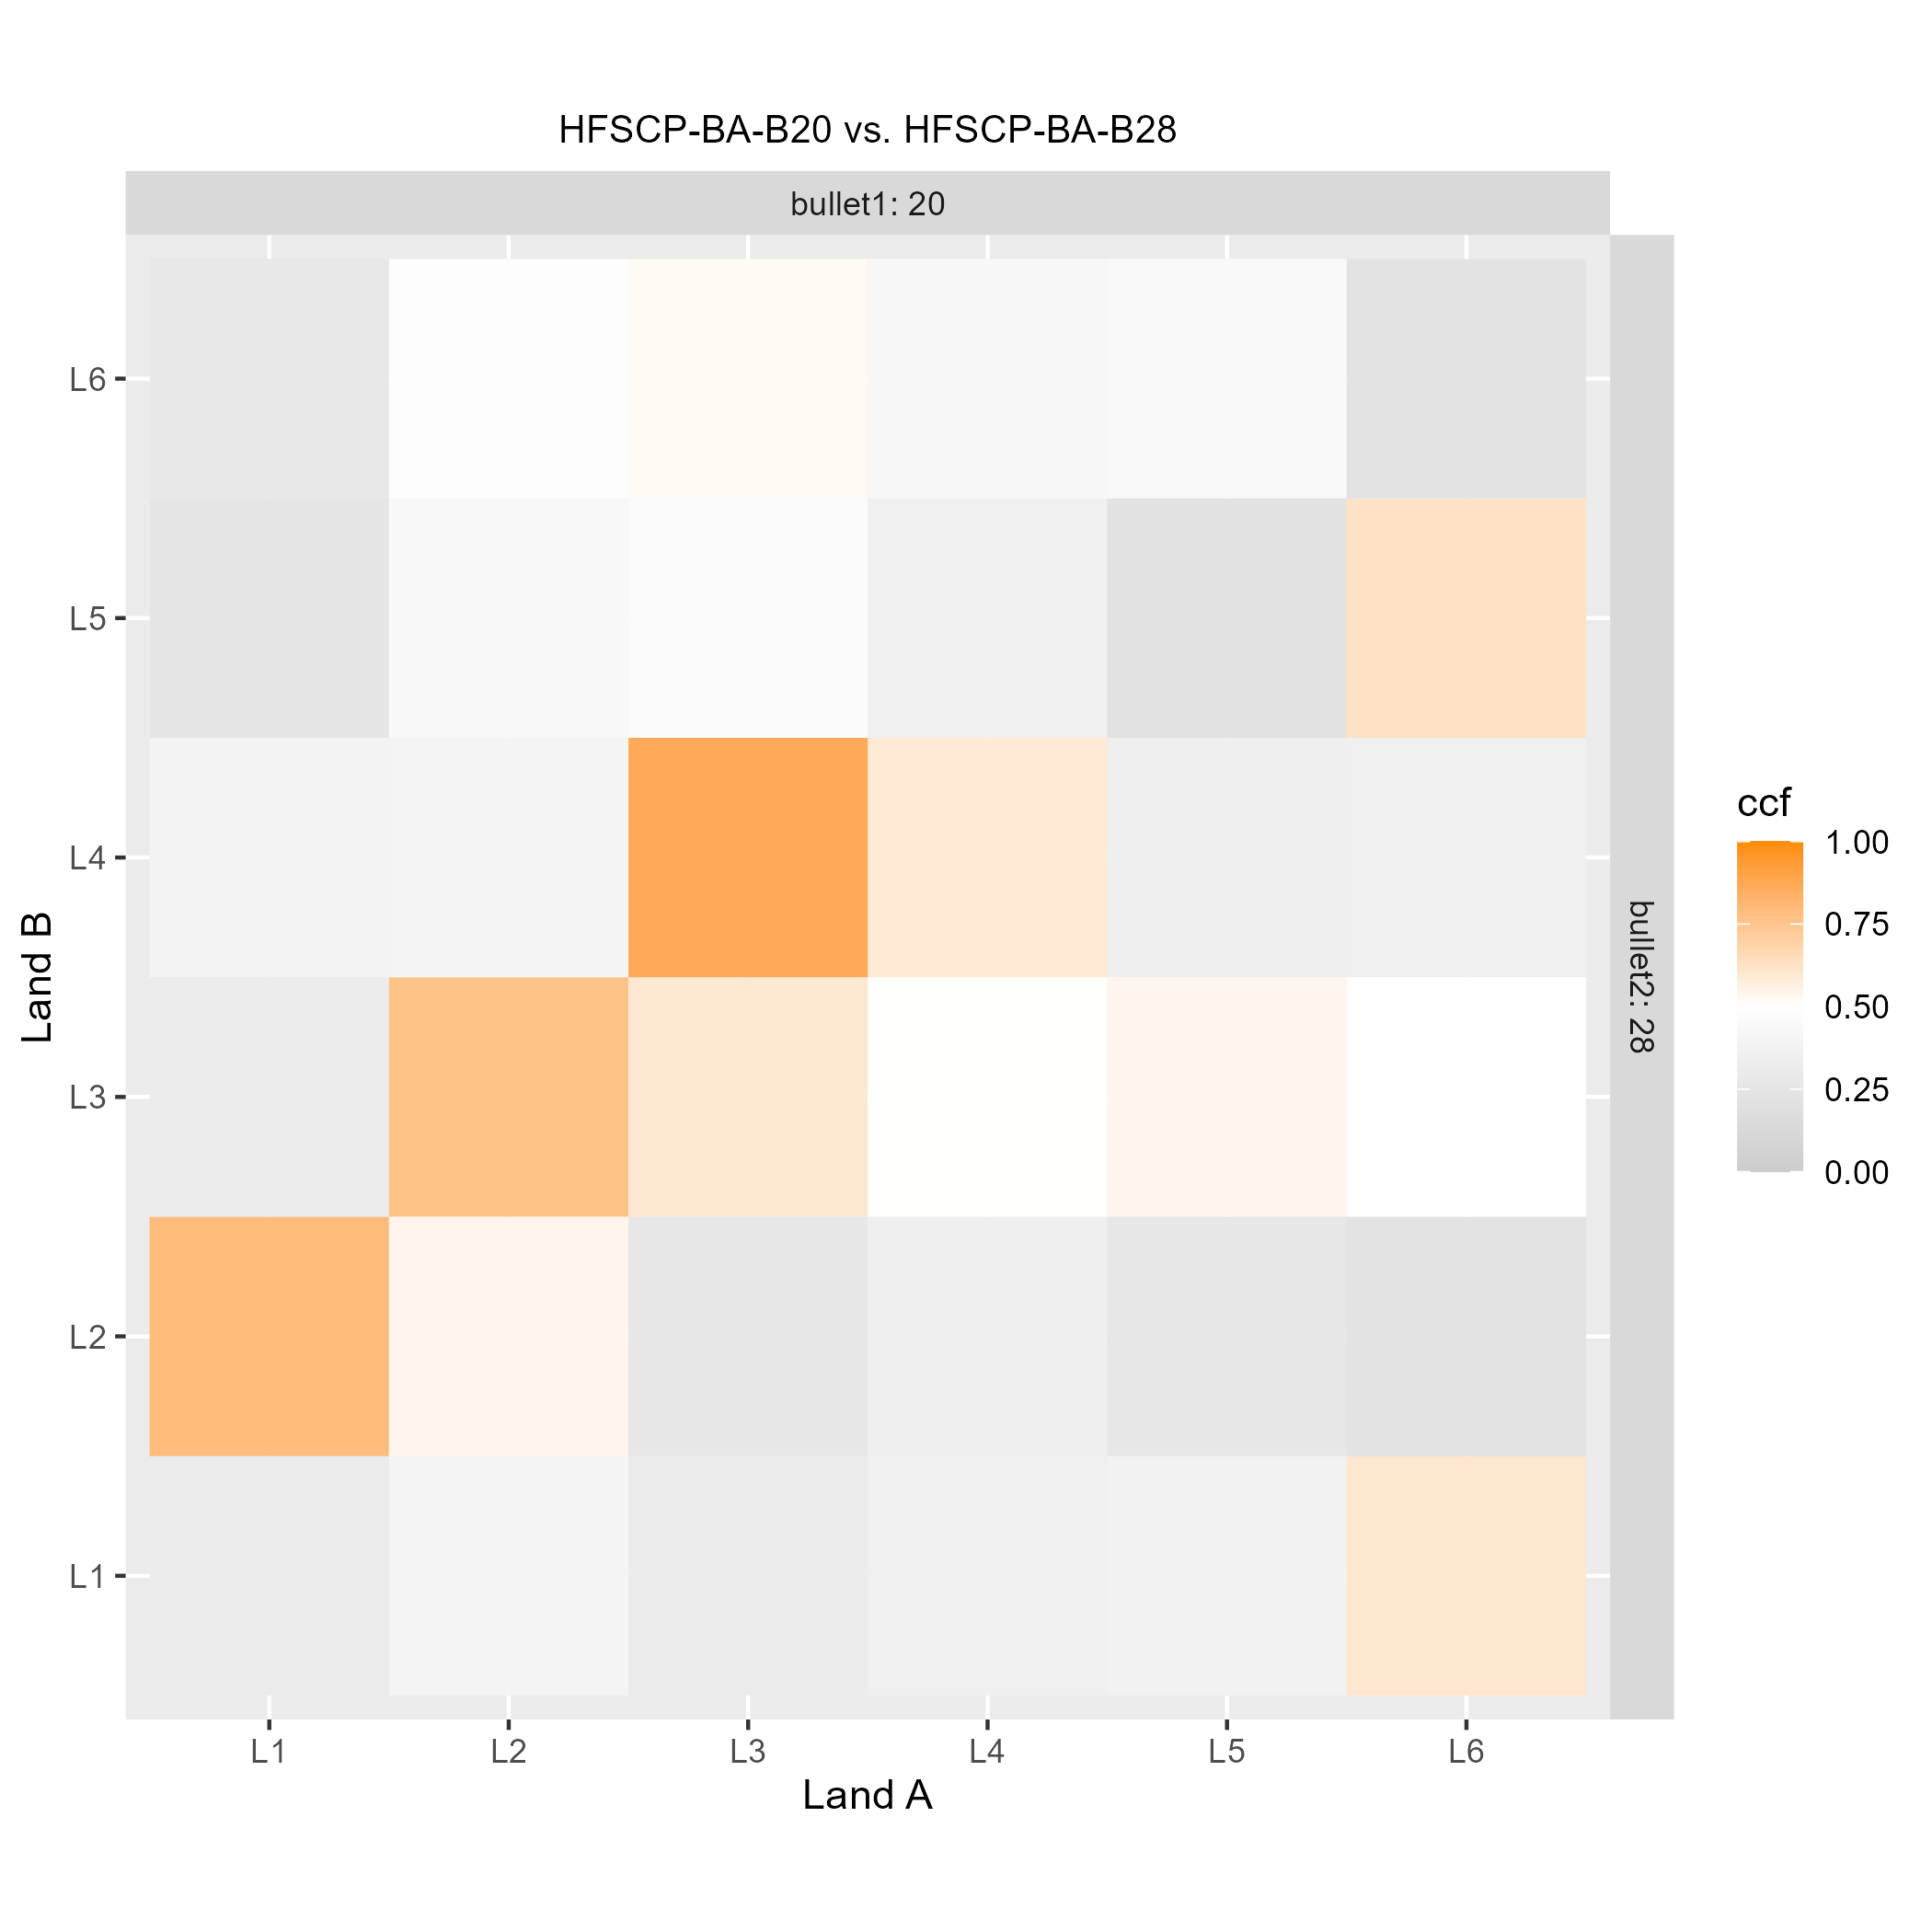 HFSCP-BA-B20 vs. HFSCP-BA-B28
bullet1: 20
L6
L5
L4
L3
L2
L1
Land B
bullet2: 28
L1 L2 L3 L4 L5 L6
Land A
ccf
1.00
0.75
0.50
0.25
0.00